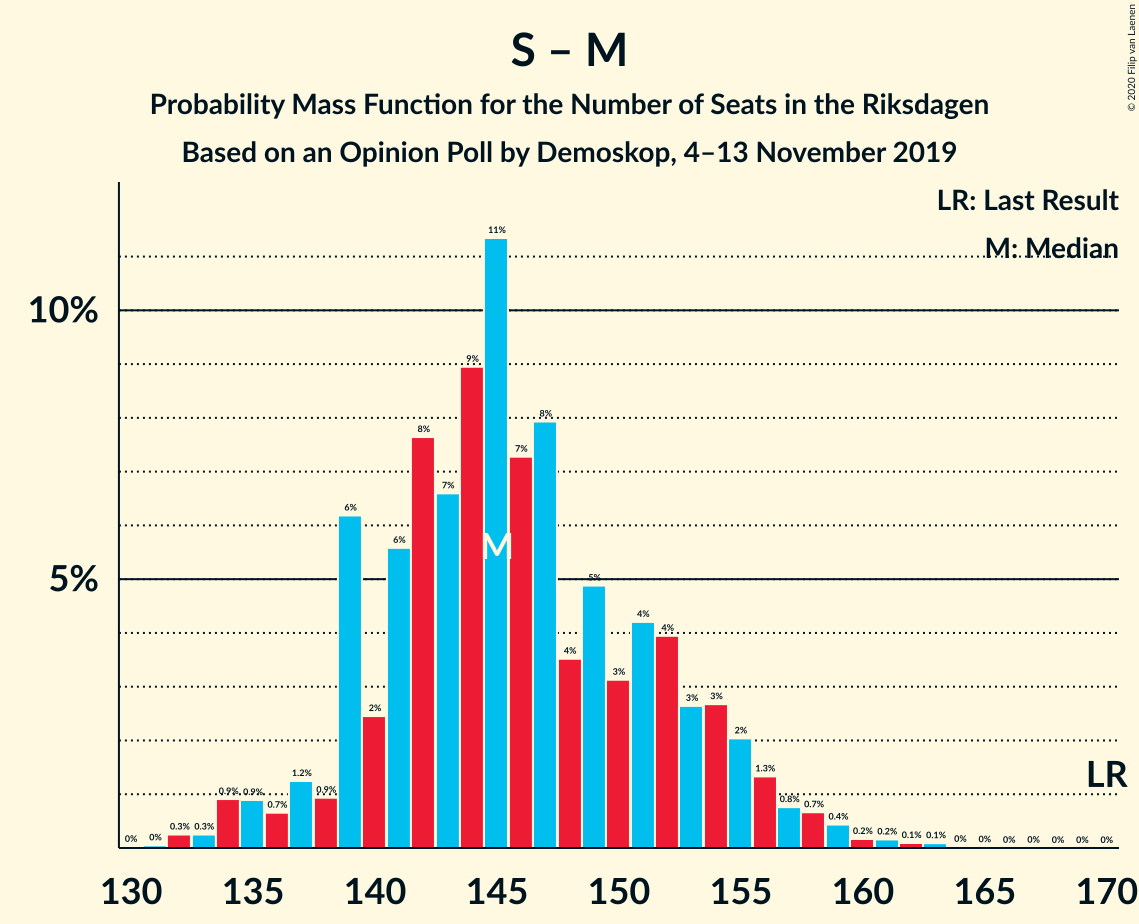 S – M
Probability Mass Function for the Number of Seats in the Riksdagen
Based on an Opinion Poll by Demoskop, 4–13 November 2019
© 2020 Filip van Laenen
LR: Last Result
M: Median
10%
5%
0% 0% 0.3% 0.3% 0.9% 0.9% 0.7% 1.2% 0.9% 6% 2% 6% 8% 7% 9% 11% 7% 8% 4% 5% 3% 4% 4% 3% 3% 2% 1.3% 0.8% 0.7% 0.4% 0.2% 0.2% 0.1% 0.1% 0% 0% 0% 0% 0% 0% 0%
M
LR
130 135 140 145 150 155 160 165 170